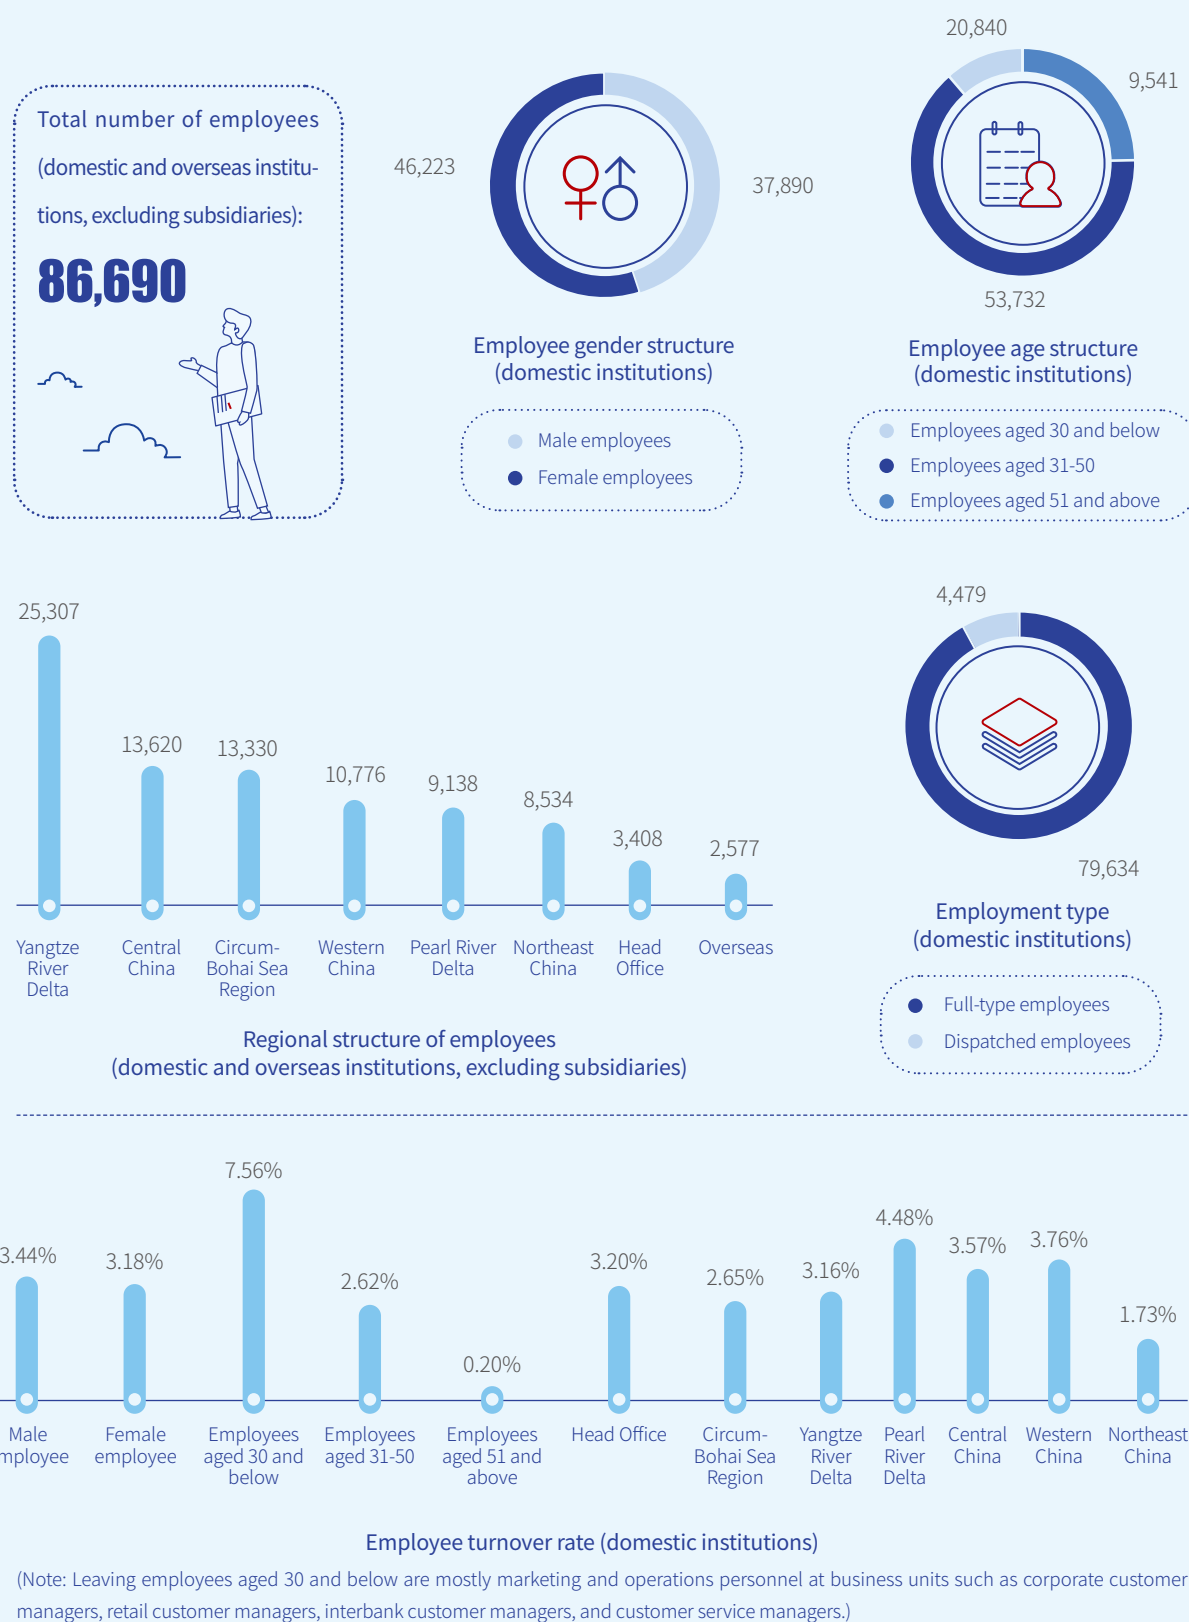 Total number of employees
(domestic and overseas institu-
tions, excluding subsidiaries):
86,690
46,223
37,890
Employee gender structure
(domestic institutions)
Male employees
Female employees
20,840
9,541
53,732
Employee age structure
(domestic institutions)
Employees aged 30 and below
Employees aged 31-50
Employees aged 51 and above
25,307
13,620
13,330
10,776
9,138
8,534
3,408
2,577
Yangtze
River
Delta
Central
China
Circum-
Bohai Sea
Region
Western
China
Pearl River
Delta
Northeast
China
Head
Office
Overseas
Regional structure of employees
(domestic and overseas institutions, excluding subsidiaries)
4,479
79,634
Employment type
(domestic institutions)
Full-type employees
Dispatched employees
3.44%
3.18%
7.56%
2.62%
0.20%
3.20%
2.65%
3.16%
4.48%
3.57%
3.76%
1.73%
Male
mployee
Female
employee
Employees
aged 30 and
below
Employees
aged 31-50
Employees
aged 51 and
above
Head Office
Circum-
Bohai Sea
Region
Yangtze
River
Delta
Pearl
River
Delta
Central
China
Western
China
Northeast
China
Employee turnover rate (domestic institutions)
(Note: Leaving employees aged 30 and below are mostly marketing and operations personnel at business units such as corporate customer
managers, retail customer managers, interbank customer managers, and customer service managers.)